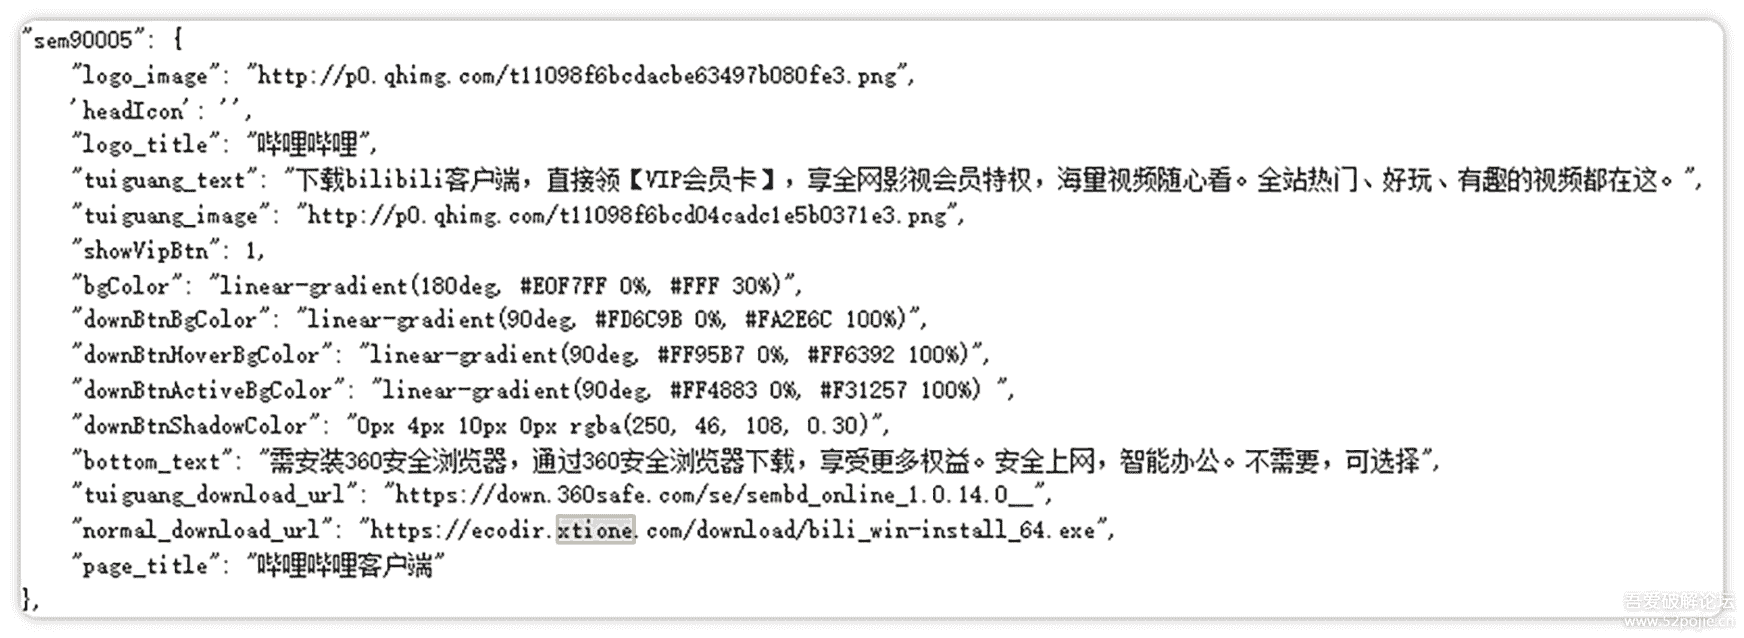 "sem90005": {
"logo_image": "http://p0.qhimg.com/t11098f6bcdacbe63497b080fe3.png",
'headIcon': '',
"logo_title": "哔哩哔哩",
"tuiguang_text": "下载bilibili客户端，直接领【VIP会员卡】，享全网影视会员特权，海量视频随心看。全站热门、好玩、有趣的视频都在这。",
"tuiguang_image": "http://p0.qhimg.com/t11098f6bcd04cadc1e5b0371e3.png",
"showVipBtn": 1,
"bgColor": "linear-gradient(180deg, #E0F7FF 0%, #FFF 30%)",
"downBtnBgColor": "linear-gradient(90deg, #FD6C9B 0%, #FA2E6C 100%)",
"downBtnHoverBgColor": "linear-gradient(90deg, #FF95B7 0%, #FF6392 100%)",
"downBtnActiveBgColor": "linear-gradient(90deg, #FF4883 0%, #F31257 100%) ",
"downBtnShadowColor": "0px 4px 10px 0px rgba(250, 46, 108, 0.30)",
"bottom_text": "需安装360安全浏览器，通过360安全浏览器下载，享受更多权益。安全上网，智能办公。不需要，可选择",
"tuiguang_download_url": "https://down.360safe.com/se/sembd_online_1.0.14.0__",
"normal_download_url": "https://ecodir.xtione.com/download/bili_win-install_64.exe",
"page_title": "哔哩哔哩客户端"
},
吾爱破解论坛
www.52pojie.cn